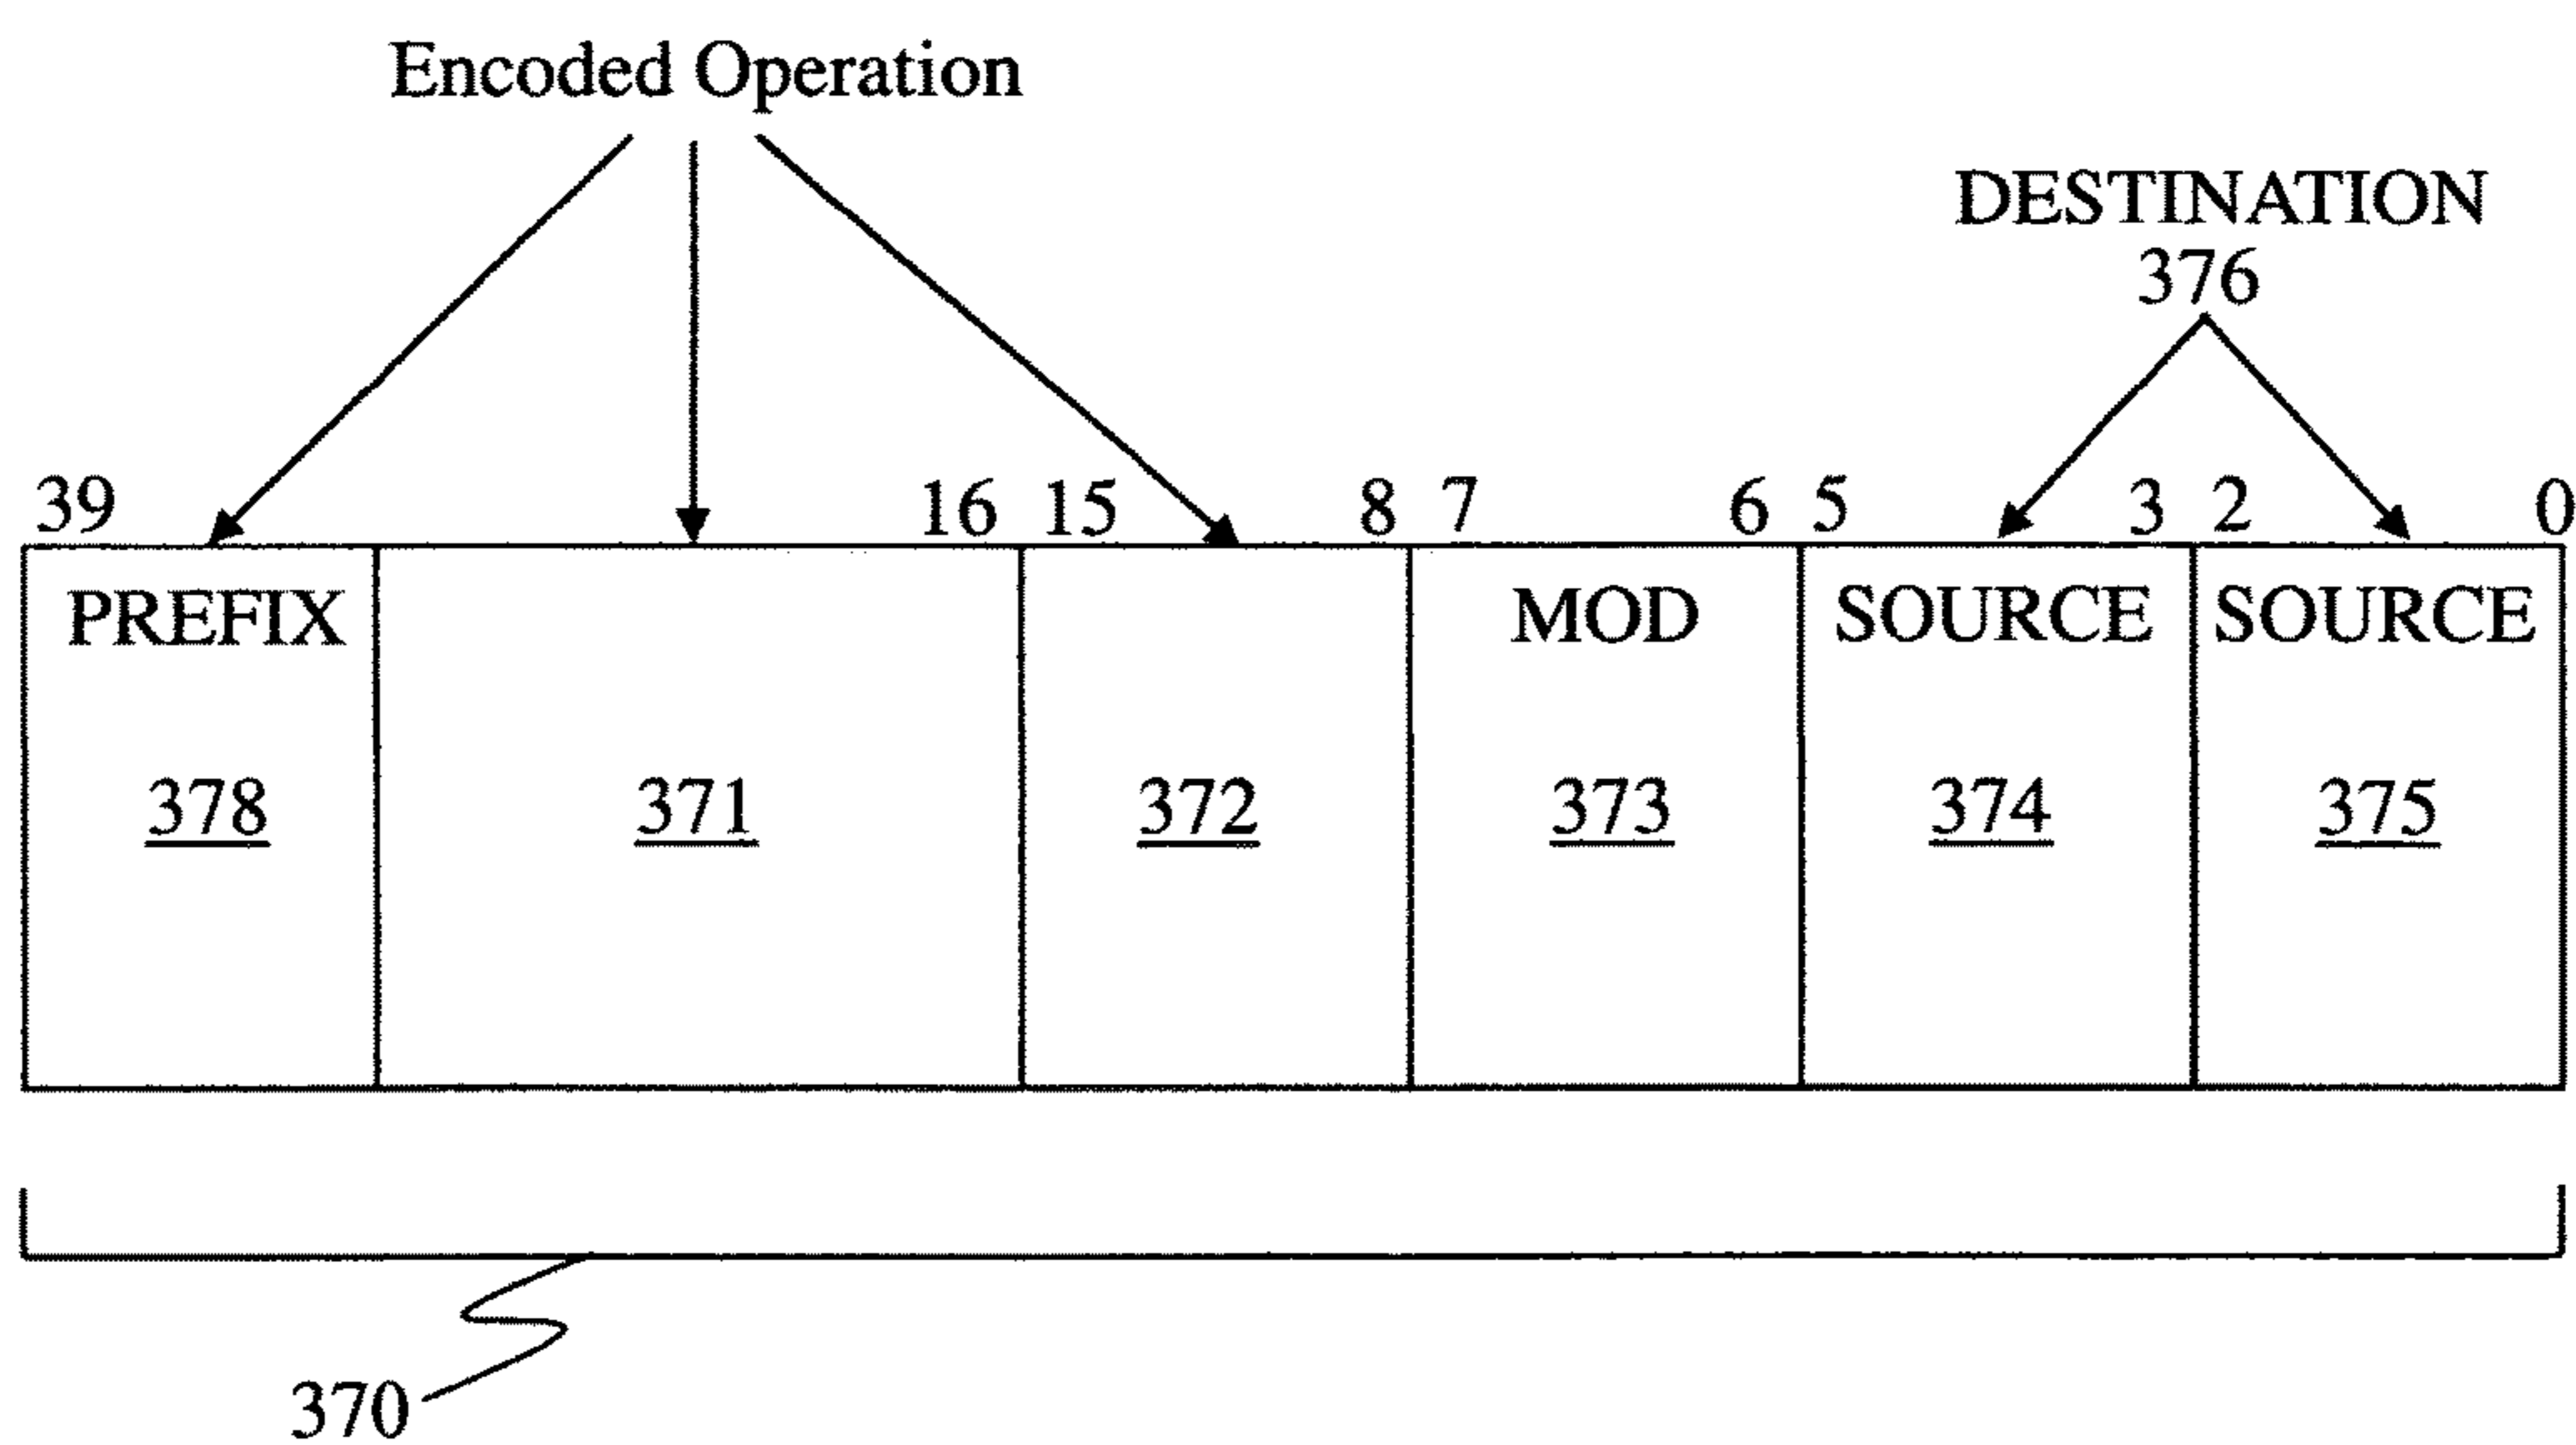 Encoded Operation
DESTINATION
376
39 16 15 8 7 6 5 3 2 0
PREFIX MOD SOURCE SOURCE
378 371 372 373 374 375
370